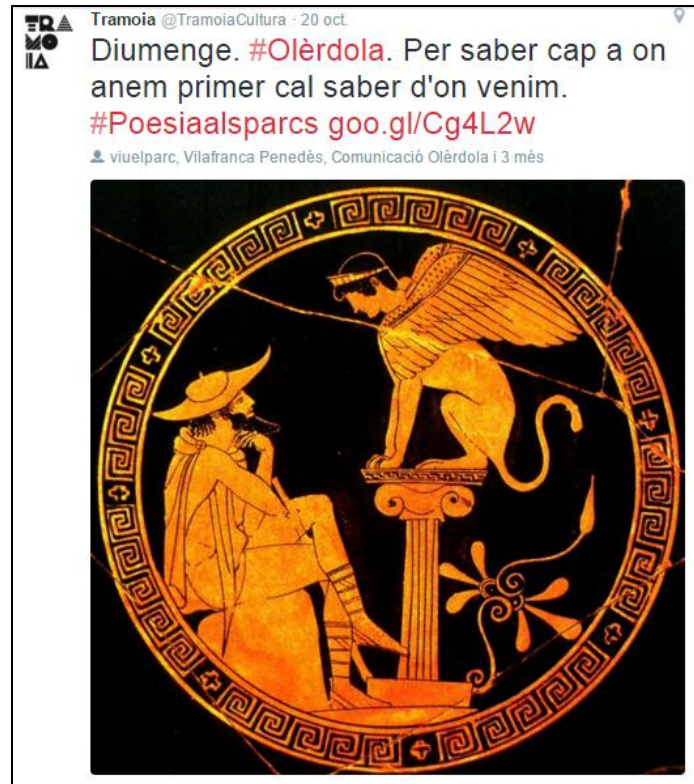 TRA
MO
IIA
Tramoia @TramoiaCultura · 20 oct.
Diumenge. #Olèrdola. Per saber cap a on
anem primer cal saber d'on venim.
#Poesiaalsparcs goo.gl/Cg4L2w
viuelparc, Vilafranca Penedès, Comunicació Olèrdola i 3 més